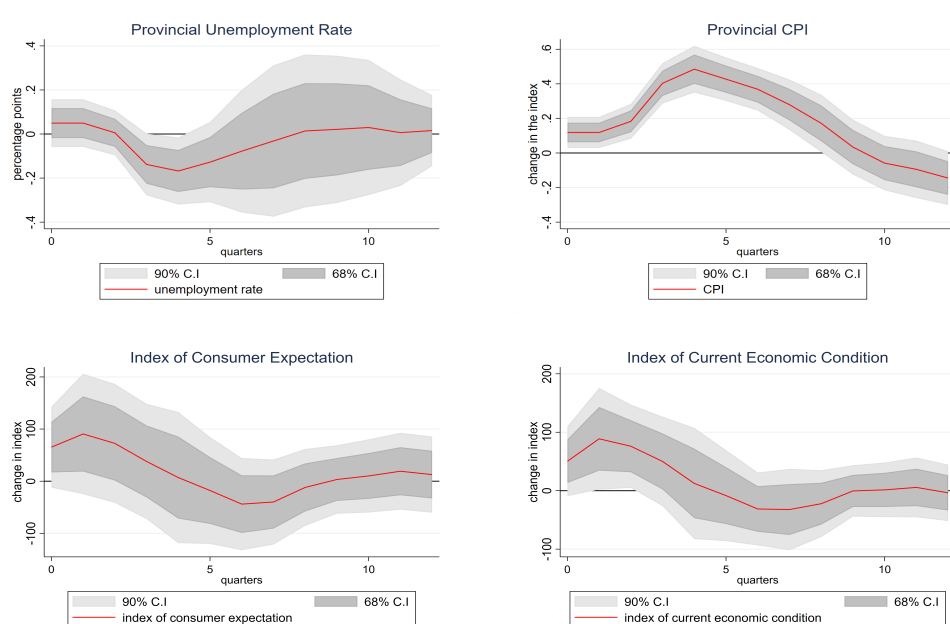 Provincial Unemployment Rate
percentage points
.4
.2
0
-.2
-.4
0 5 10
quarters
90% C.I 68% C.I
unemployment rate
Provincial CPI
change in the index
.6
.4
.2
0
-.2
-.4
0 5 10
quarters
90% C.I 68% C.I
CPI
Index of Consumer Expectation
change in index
200
100
0
-100
0 5 10
quarters
90% C.I 68% C.I
index of consumer expectation
Index of Current Economic Condition
change in index
200
100
0
-100
0 5 10
quarters
90% C.I 68% C.I
index of current economic condition